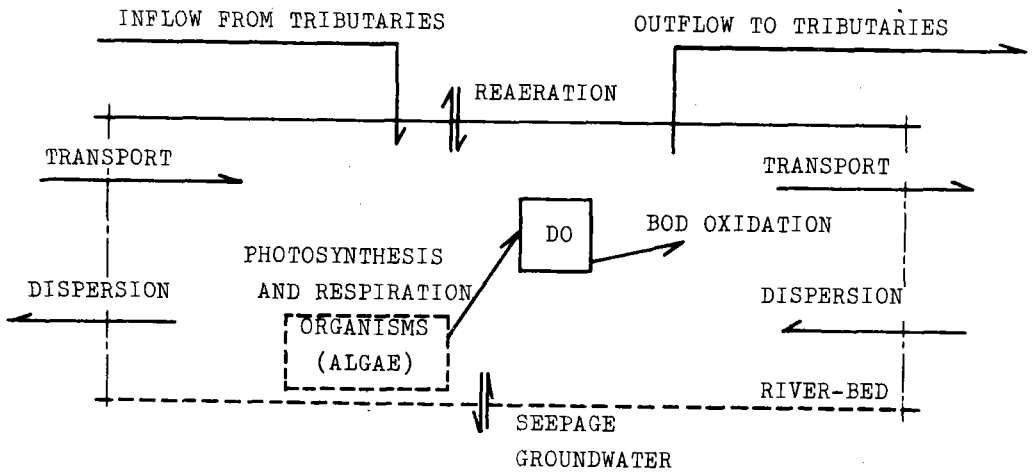 INFLOW FROM TRIBUTARIES
OUTFLOW TO TRIBUTARIES
REAERATION
TRANSPORT
TRANSPORT
DO
BOD OXIDATION
PHOTOSYNTHESIS
AND RESPIRATION
DISPERSION
DISPERSION
ORGANISMS
(ALGAE)
RIVER-BED
SEEPAGE
GROUNDWATER